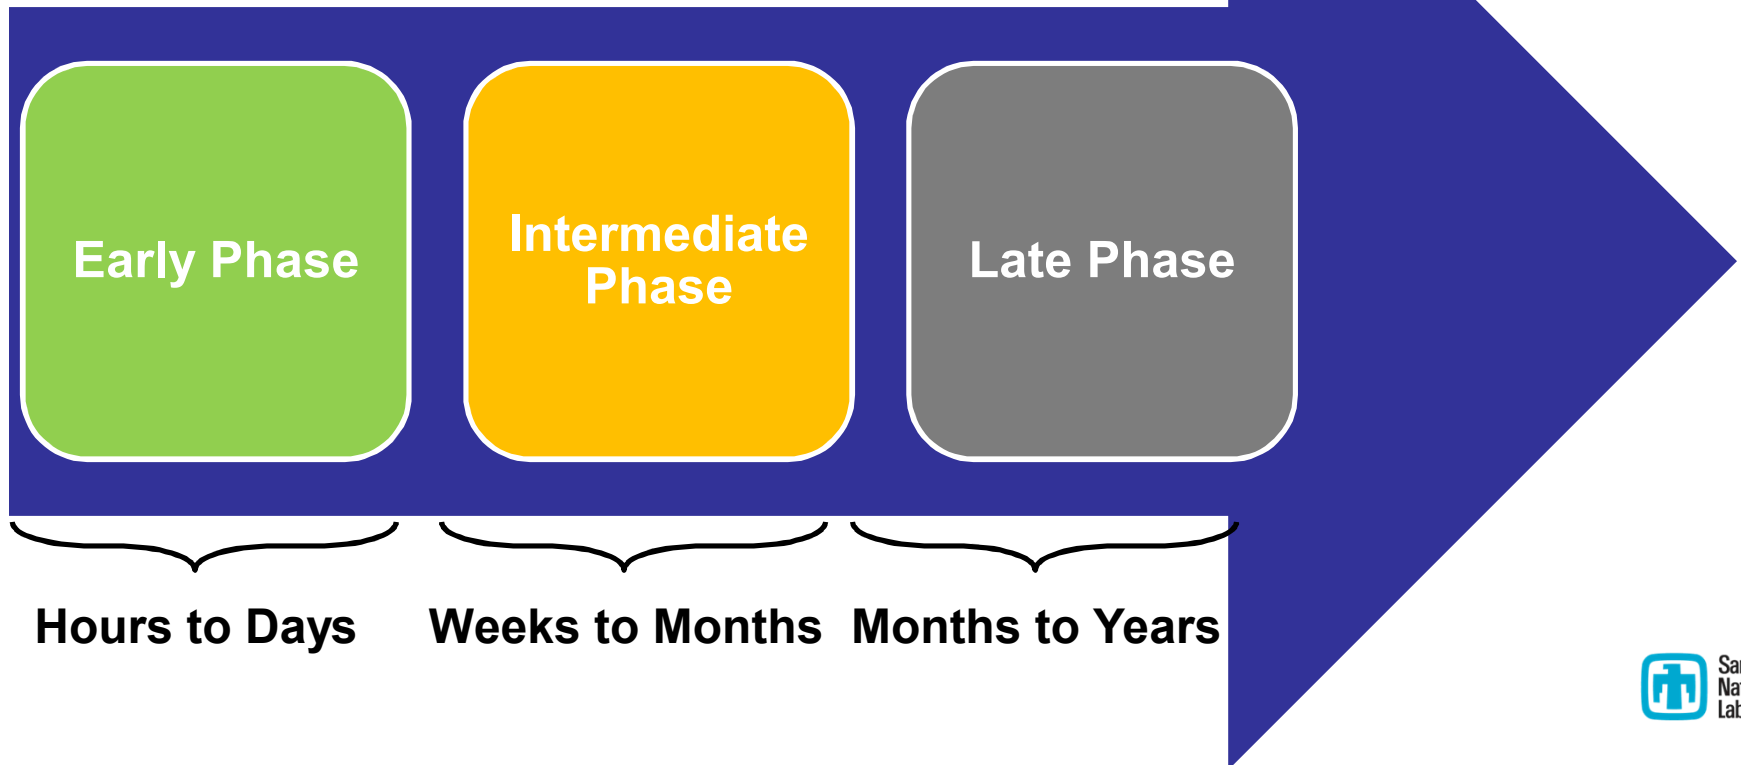 Early Phase
Intermediate
Phase
Late Phase
Hours to Days
Weeks to Months
Months to Years